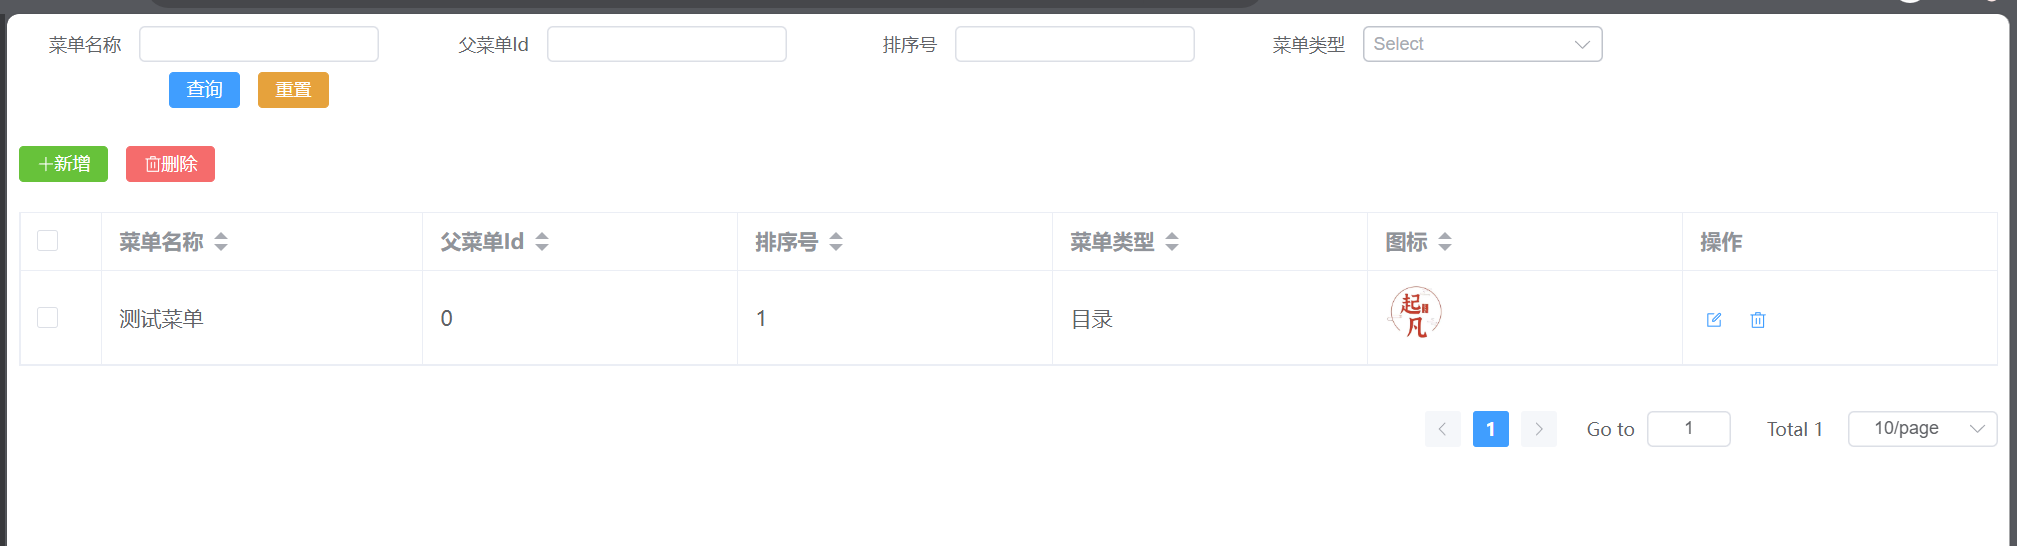 菜单名称 父菜单Id 排序号 菜单类型 Select
查询 重置
新增 删除
菜单名称 父菜单Id 排序号 菜单类型 图标 操作
测试菜单 0 1 目录 起凡
1 Go to 1 Total 1 10/page